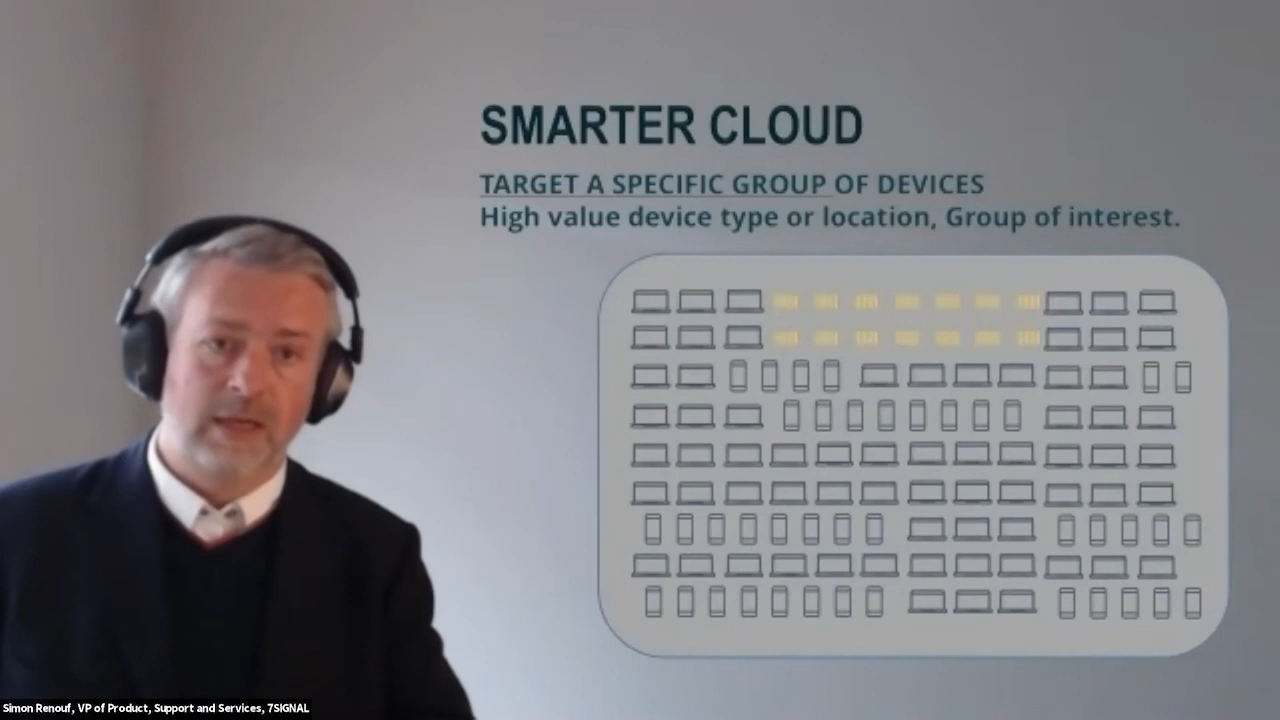 SMARTER CLOUD
TARGET A SPECIFIC GROUP OF DEVICES
High value device type or location, Group of interest.
Simon Renouf, VP of Product, Support and Services, 7SIGNAL